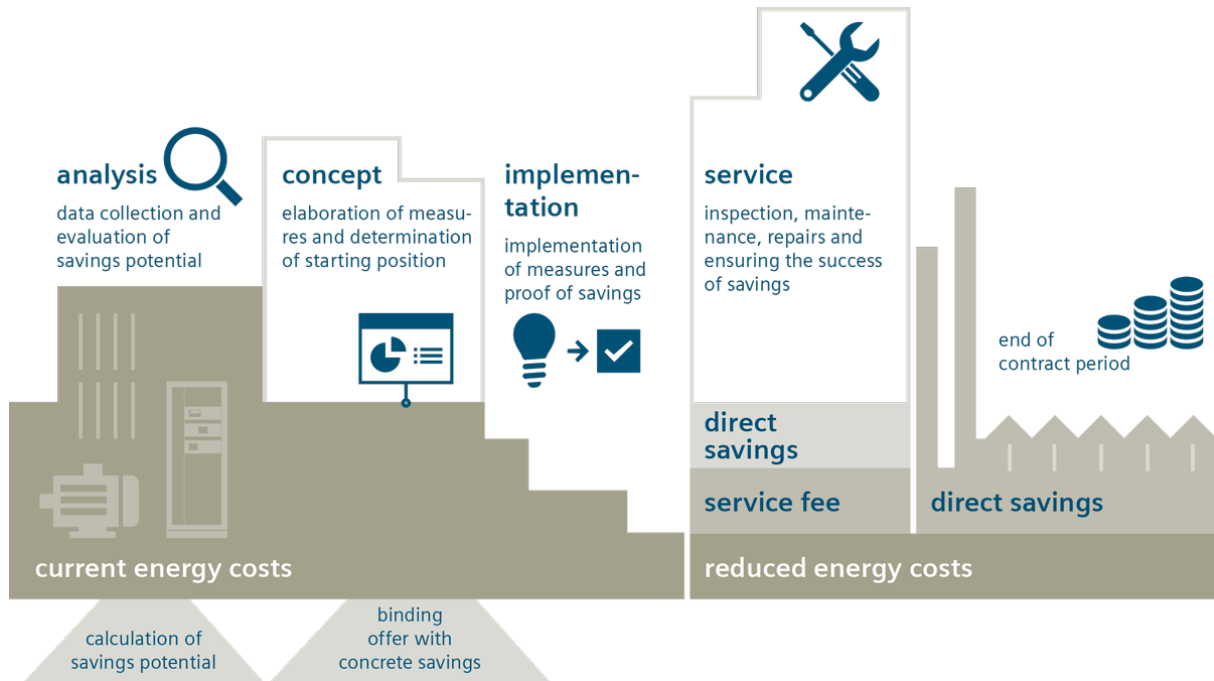 analysis
data collection and
evaluation of
savings potential
concept
elaboration of measu-
res and determination
of starting position
implemen-
tation
implementation
of measures and
proof of savings
service
inspection, mainte-
nance, repairs and
ensuring the success
of savings
end of
contract period
direct
savings
service fee
direct savings
current energy costs
reduced energy costs
calculation of
savings potential
binding
offer with
concrete savings